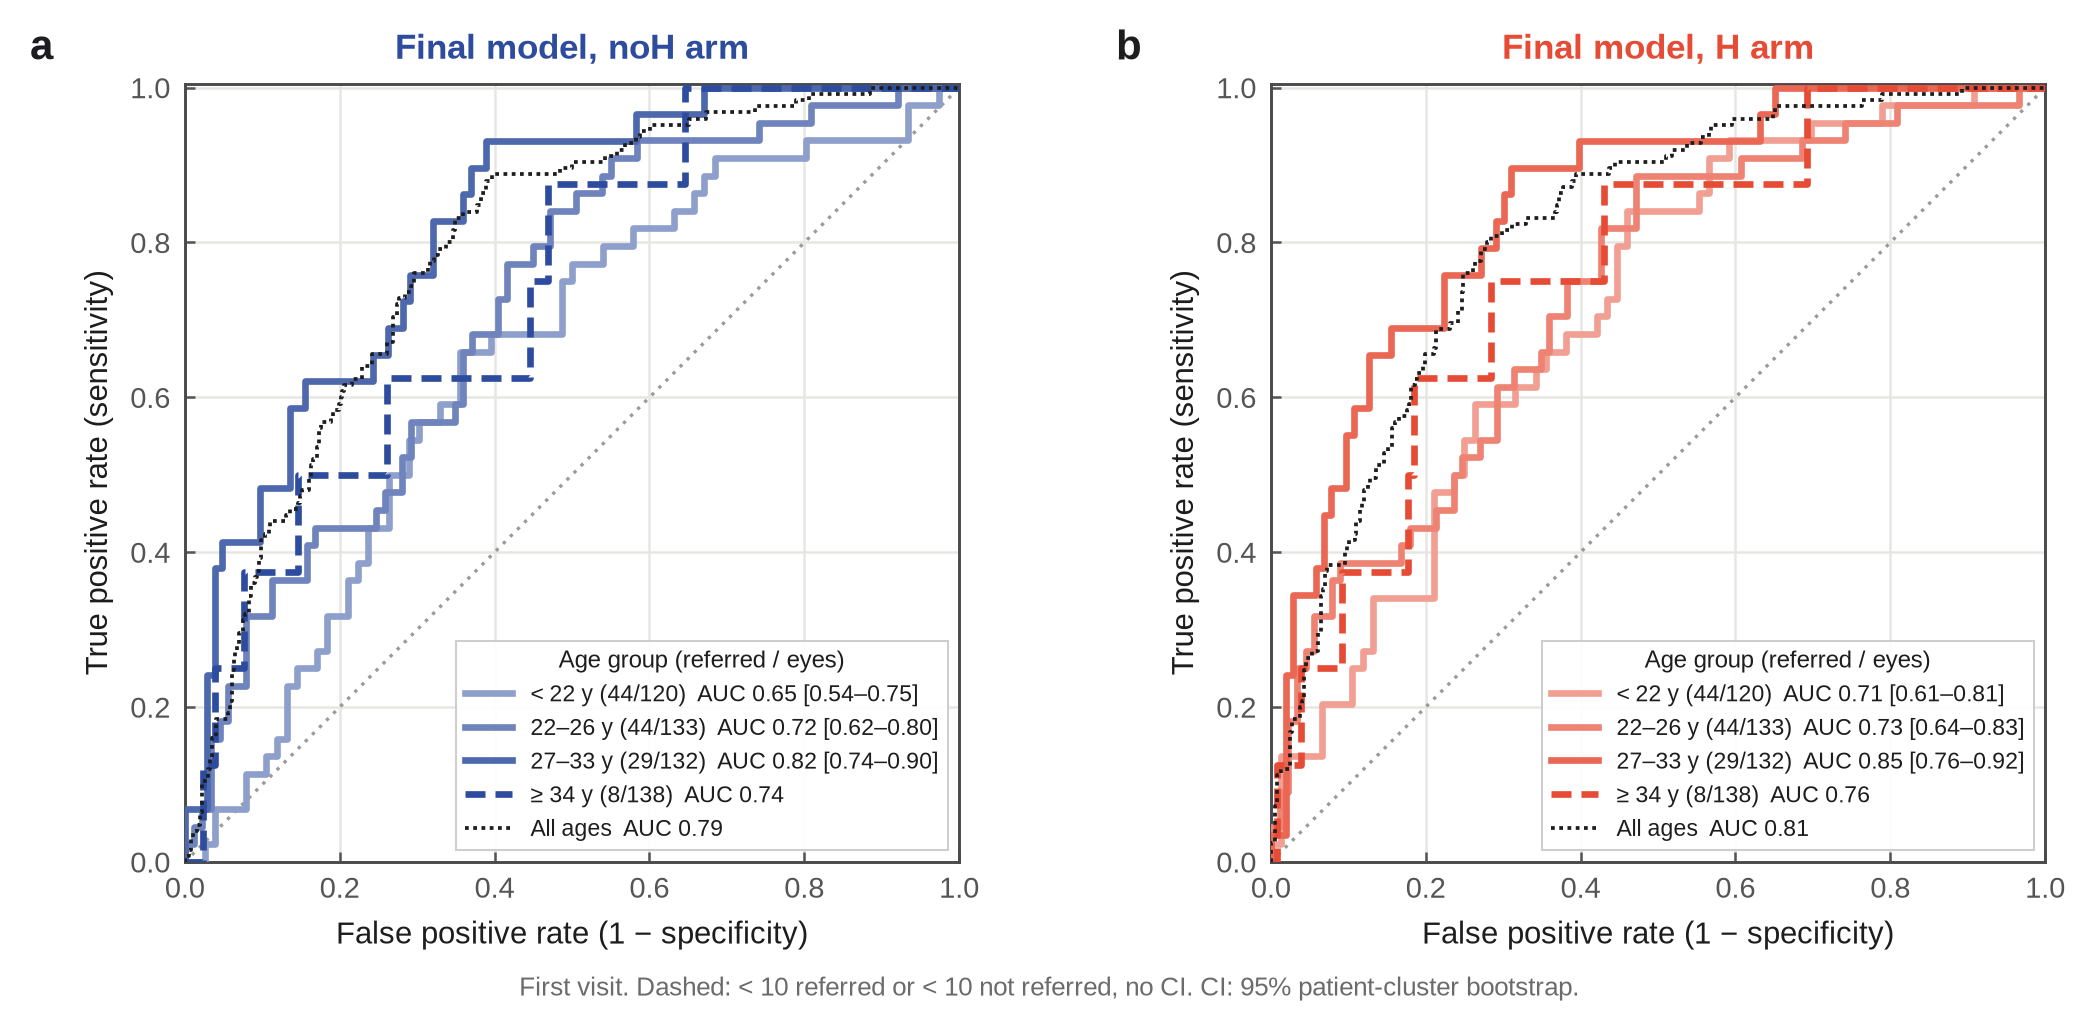 a
Final model, noH arm
1.0
0.8
0.6
0.4
0.2
0.0
True positive rate (sensitivity)
Age group (referred / eyes)
< 22 y (44/120)  AUC 0.65 [0.54–0.75]
22–26 y (44/133)  AUC 0.72 [0.62–0.80]
27–33 y (29/132)  AUC 0.82 [0.74–0.90]
≥ 34 y (8/138)  AUC 0.74
All ages  AUC 0.79
0.0 0.2 0.4 0.6 0.8 1.0
False positive rate (1 − specificity)
b
Final model, H arm
1.0
0.8
0.6
0.4
0.2
0.0
True positive rate (sensitivity)
Age group (referred / eyes)
< 22 y (44/120)  AUC 0.71 [0.61–0.81]
22–26 y (44/133)  AUC 0.73 [0.64–0.83]
27–33 y (29/132)  AUC 0.85 [0.76–0.92]
≥ 34 y (8/138)  AUC 0.76
All ages  AUC 0.81
0.0 0.2 0.4 0.6 0.8 1.0
False positive rate (1 − specificity)
First visit. Dashed: < 10 referred or < 10 not referred, no CI. CI: 95% patient-cluster bootstrap.